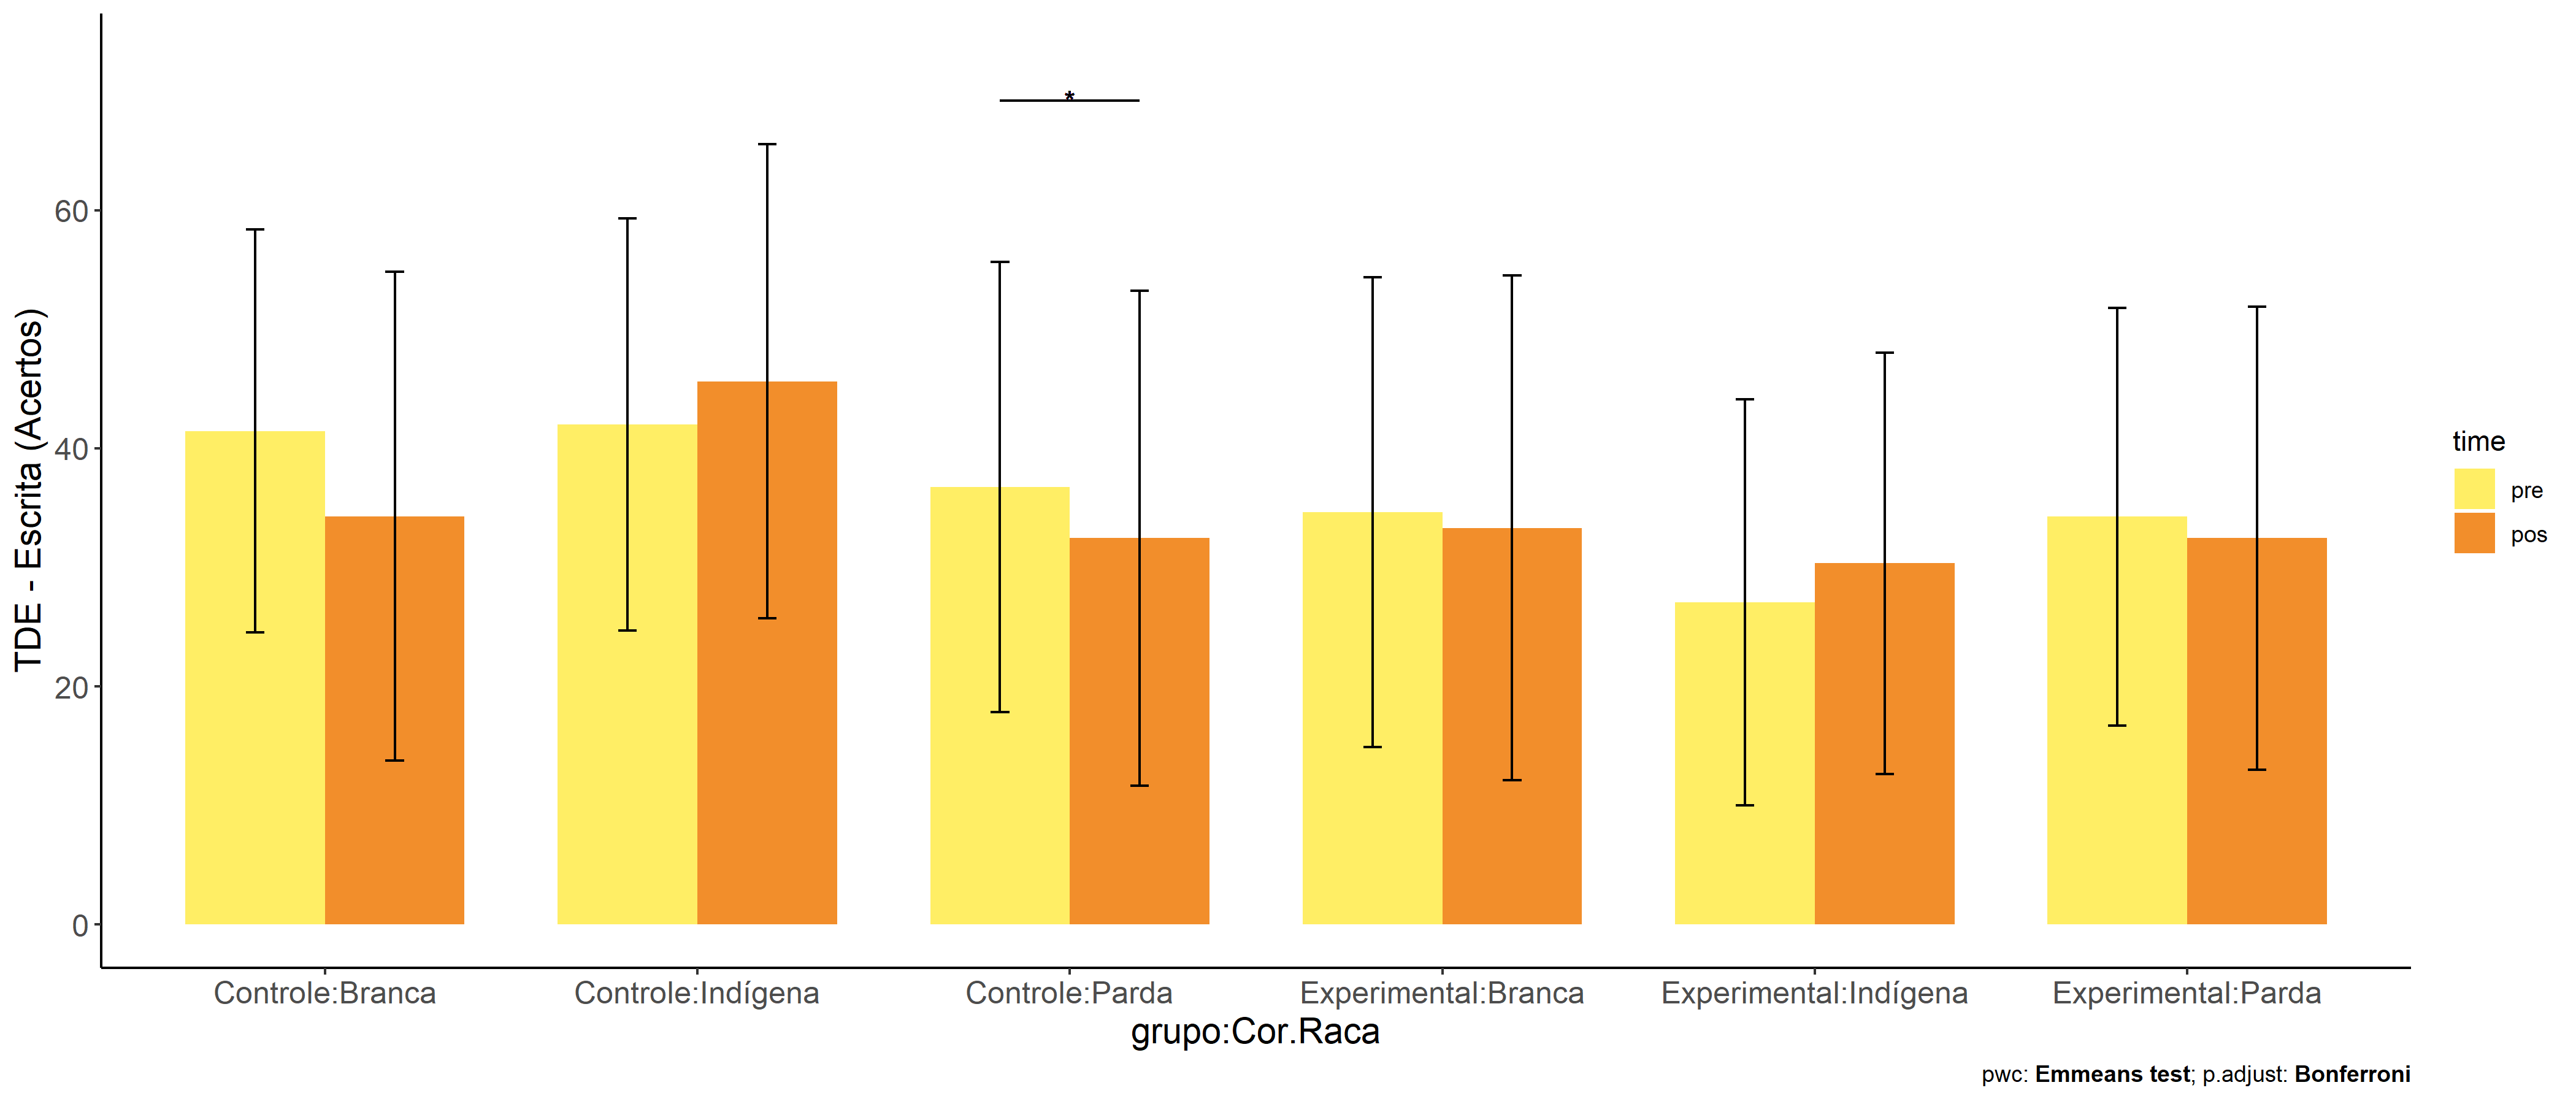 TDE - Escrita (Acertos)
60
40
20
0
*
Controle:Branca
Controle:Indígena
Controle:Parda
Experimental:Branca
Experimental:Indígena
Experimental:Parda
grupo:Cor.Raca
time
pre
pos
pwc: Emmeans test; p.adjust: Bonferroni